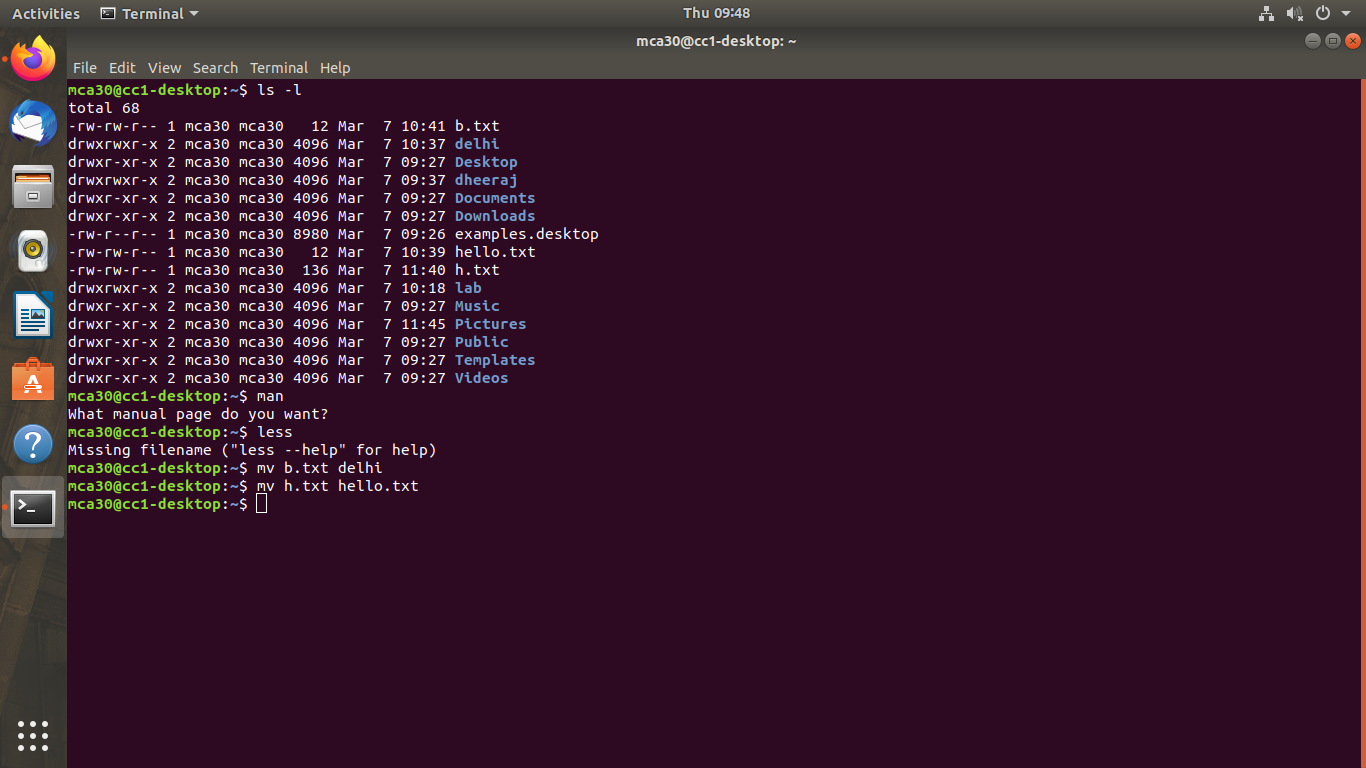 Activities Terminal Thu 09:48
mca30@cc1-desktop: ~
File Edit View Search Terminal Help
mca30@cc1-desktop:~$ ls -l
total 68
-rw-rw-r-- 1 mca30 mca30   12 Mar  7 10:41 b.txt
drwxrwxr-x 2 mca30 mca30 4096 Mar  7 10:37 delhi
drwxr-xr-x 2 mca30 mca30 4096 Mar  7 09:27 Desktop
drwxrwxr-x 2 mca30 mca30 4096 Mar  7 09:37 dheeraj
drwxr-xr-x 2 mca30 mca30 4096 Mar  7 09:27 Documents
drwxr-xr-x 2 mca30 mca30 4096 Mar  7 09:27 Downloads
-rw-r--r-- 1 mca30 mca30 8980 Mar  7 09:26 examples.desktop
-rw-rw-r-- 1 mca30 mca30   12 Mar  7 10:39 hello.txt
-rw-rw-r-- 1 mca30 mca30  136 Mar  7 11:40 h.txt
drwxrwxr-x 2 mca30 mca30 4096 Mar  7 10:18 lab
drwxr-xr-x 2 mca30 mca30 4096 Mar  7 09:27 Music
drwxr-xr-x 2 mca30 mca30 4096 Mar  7 11:45 Pictures
drwxr-xr-x 2 mca30 mca30 4096 Mar  7 09:27 Public
drwxr-xr-x 2 mca30 mca30 4096 Mar  7 09:27 Templates
drwxr-xr-x 2 mca30 mca30 4096 Mar  7 09:27 Videos
mca30@cc1-desktop:~$ man
What manual page do you want?
mca30@cc1-desktop:~$ less
Missing filename ("less --help" for help)
mca30@cc1-desktop:~$ mv b.txt delhi
mca30@cc1-desktop:~$ mv h.txt hello.txt
mca30@cc1-desktop:~$